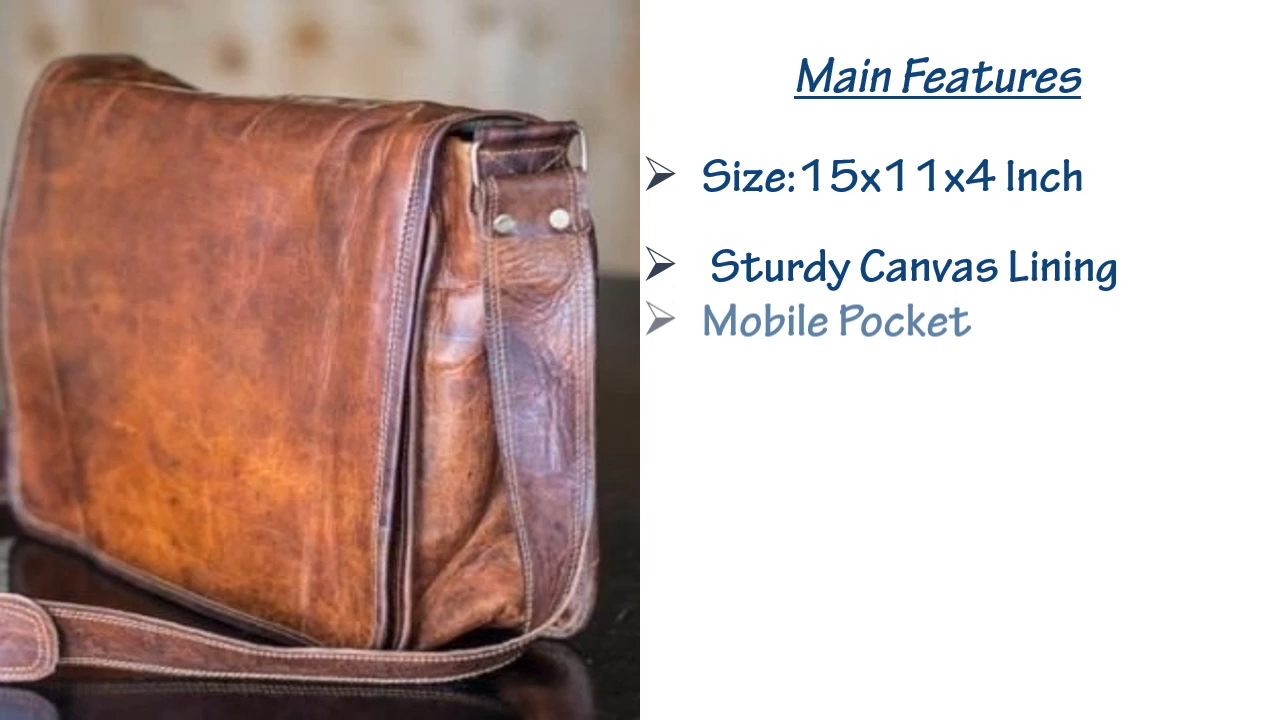 Main Features
Size:15x11x4 Inch
Sturdy Canvas Lining
Mobile Pocket